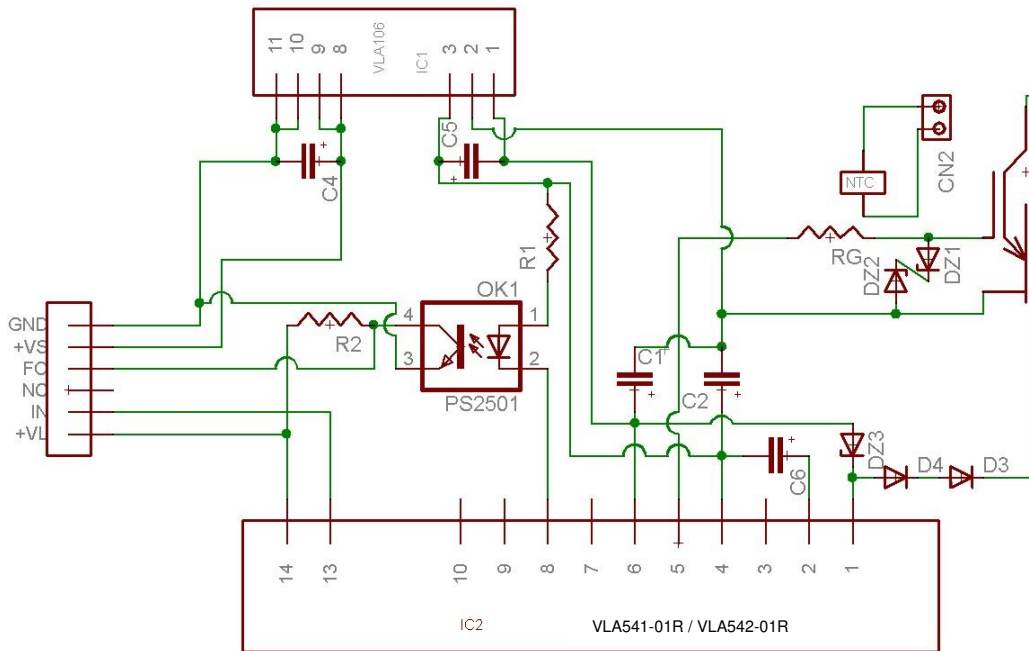 11 10 9 8 VLA106 IC1 3 2 1
C4
C5
NTC
CN2
R1
RG
DZ2
DZ1
OK1
GND
+VS
FO
NC
IN
+VL
R2
4
3
1
2
PS2501
C1
C2
C6
DZ3
D4
D3
14 13 10 9 8 7 6 5 4 3 2 1
IC2 VLA541-01R / VLA542-01R